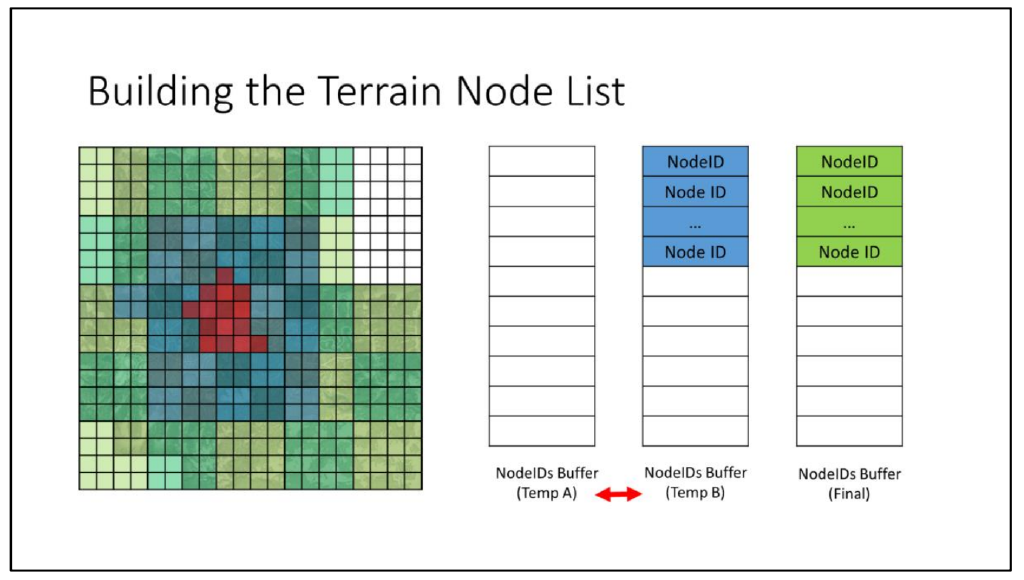 Building the Terrain Node List
NodeID
Node ID
...
Node ID
NodeID
NodeID
...
Node ID
NodeIDs Buffer
(Temp A)
NodeIDs Buffer
(Temp B)
NodeIDs Buffer
(Final)